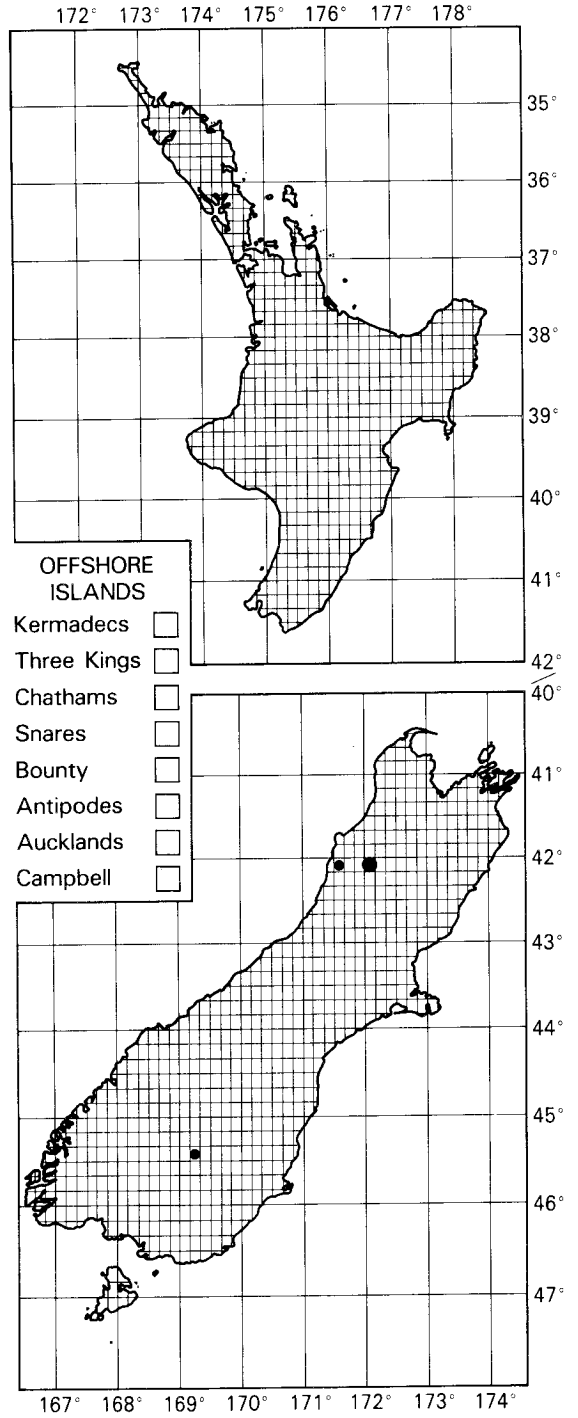 172° 173° 174° 175° 176° 177° 178°
35°
36°
37°
38°
39°
40°
41°
42°
OFFSHORE
ISLANDS
Kermadecs
Three Kings
Chathams
Snares
Bounty
Antipodes
Aucklands
Campbell
40°
41°
42°
43°
44°
45°
46°
47°
167° 168° 169° 170° 171° 172° 173° 174°